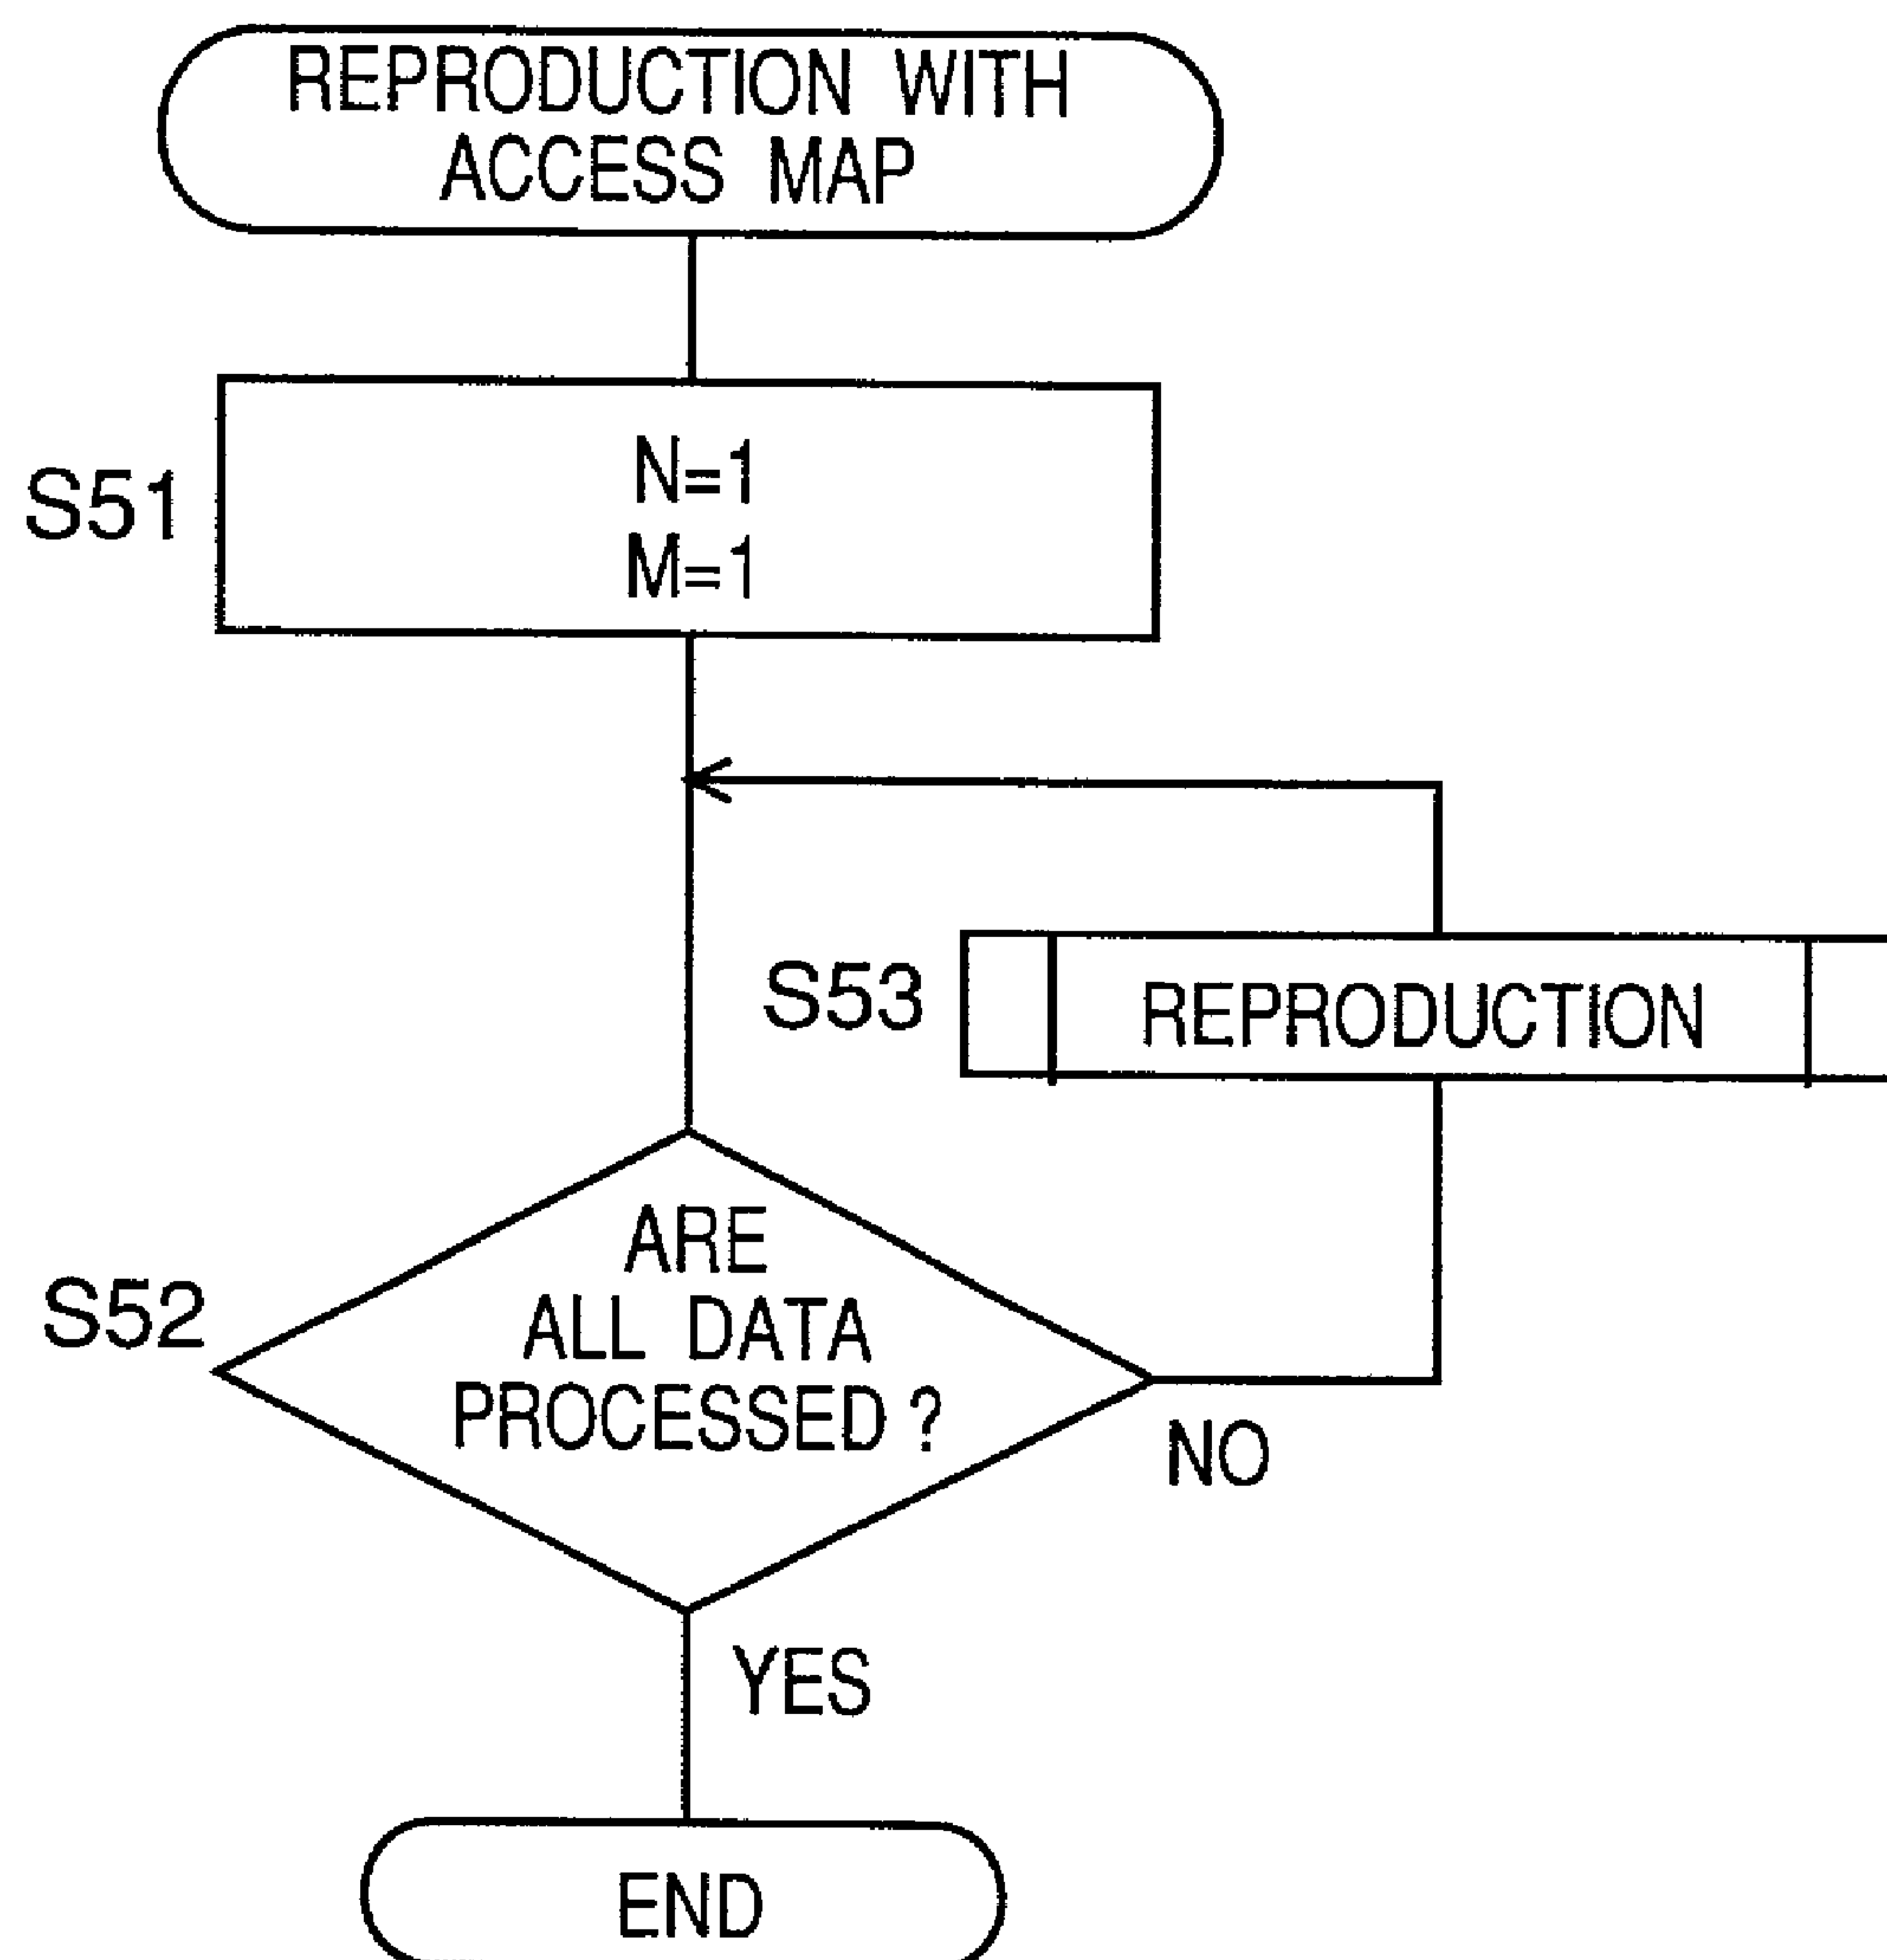 REPRODUCTION WITH
ACCESS MAP
S51
N=1
M=1
S53
REPRODUCTION
S52
ARE
ALL DATA
PROCESSED ?
NO
YES
END